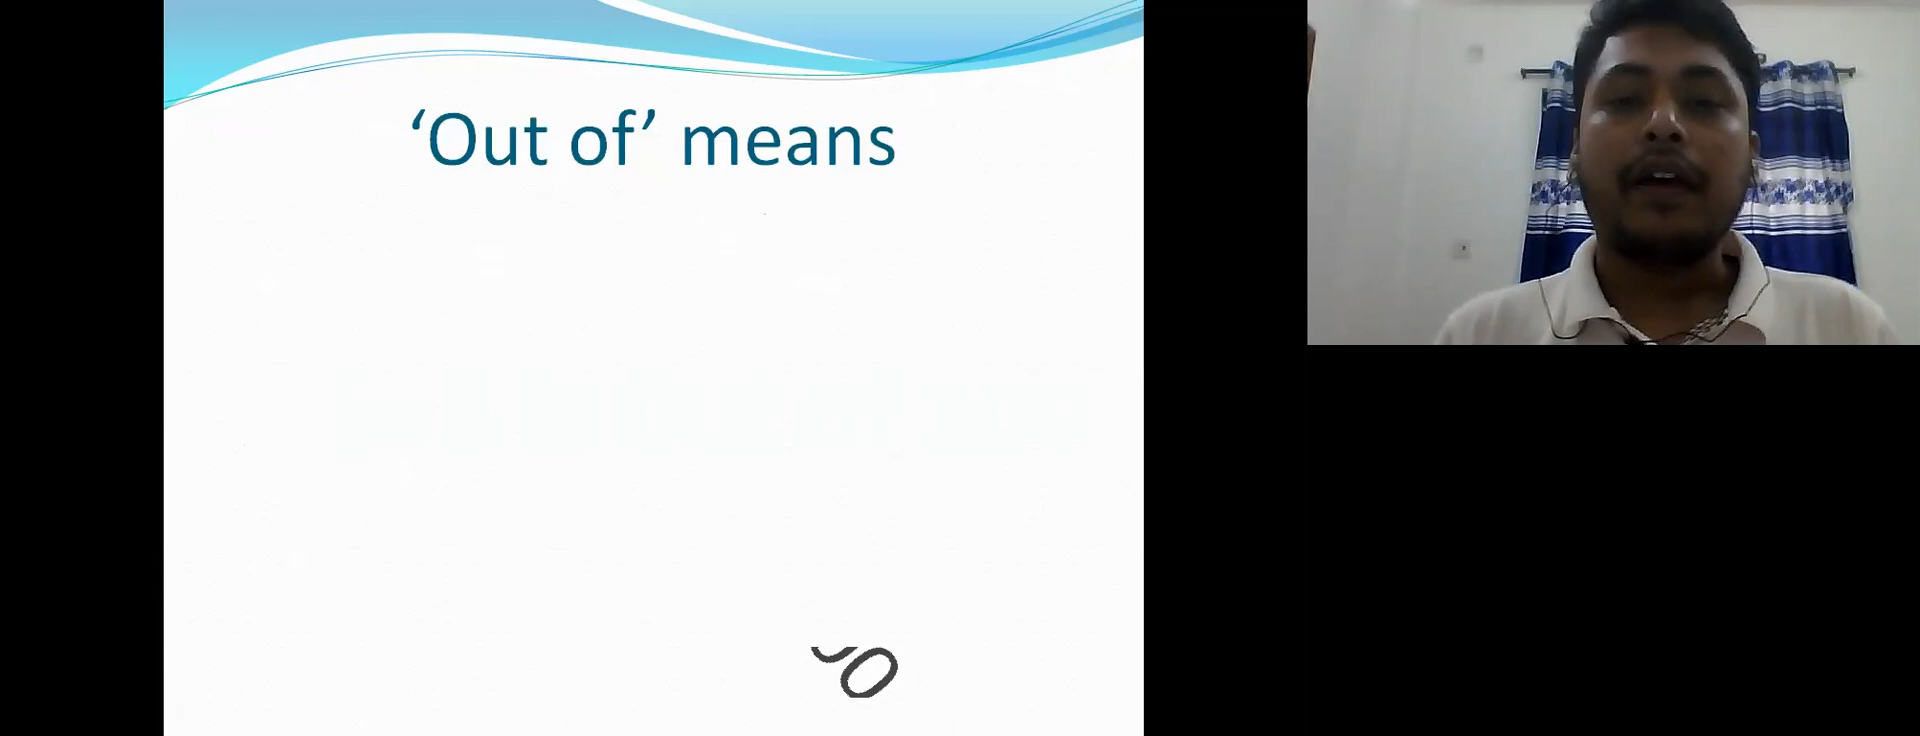 ‘Out of’ means